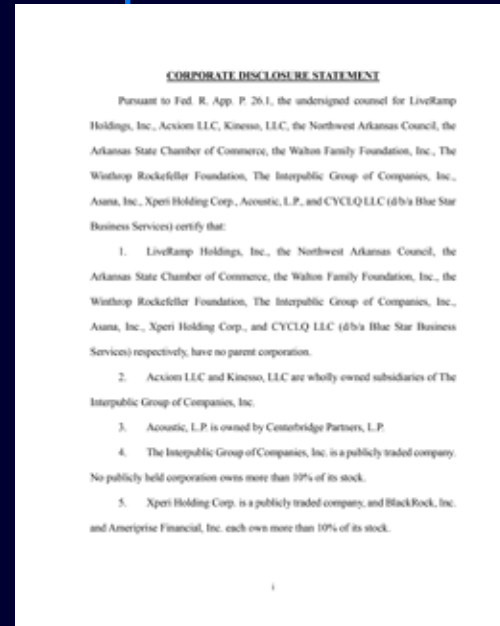 CORPORATE DISCLOSURE STATEMENT
Pursuant to Fed. R. App. P. 26.1, the undersigned counsel for LiveRamp
Holdings, Inc., Acxiom LLC, Kinesso, LLC, the Northwest Arkansas Council, the
Arkansas State Chamber of Commerce, the Walton Family Foundation, Inc., The
Winthrop Rockefeller Foundation, The Interpublic Group of Companies, Inc.,
Asana, Inc., Xperi Holding Corp., Acoustic, L.P., and CYCLQ LLC (d/b/a Blue Star
Business Services) certify that:
1. LiveRamp Holdings, Inc., the Northwest Arkansas Council, the
Arkansas State Chamber of Commerce, the Walton Family Foundation, Inc., the
Winthrop Rockefeller Foundation, The Interpublic Group of Companies, Inc.,
Asana, Inc., Xperi Holding Corp., and CYCLQ LLC (d/b/a Blue Star Business
Services) respectively, have no parent corporation.
2. Acxiom LLC and Kinesso, LLC are wholly owned subsidiaries of The
Interpublic Group of Companies, Inc.
3. Acoustic, L.P. is owned by Centerbridge Partners, L.P.
4. The Interpublic Group of Companies, Inc. is a publicly traded company.
No publicly held corporation owns more than 10% of its stock.
5. Xperi Holding Corp. is a publicly traded company, and BlackRock, Inc.
and Ameriprise Financial, Inc. each own more than 10% of its stock.
i